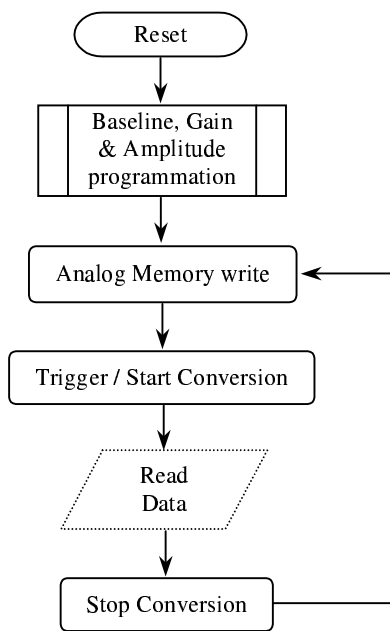 Reset
Baseline, Gain
& Amplitude
programmation
Analog Memory write
Trigger / Start Conversion
Read
Data
Stop Conversion